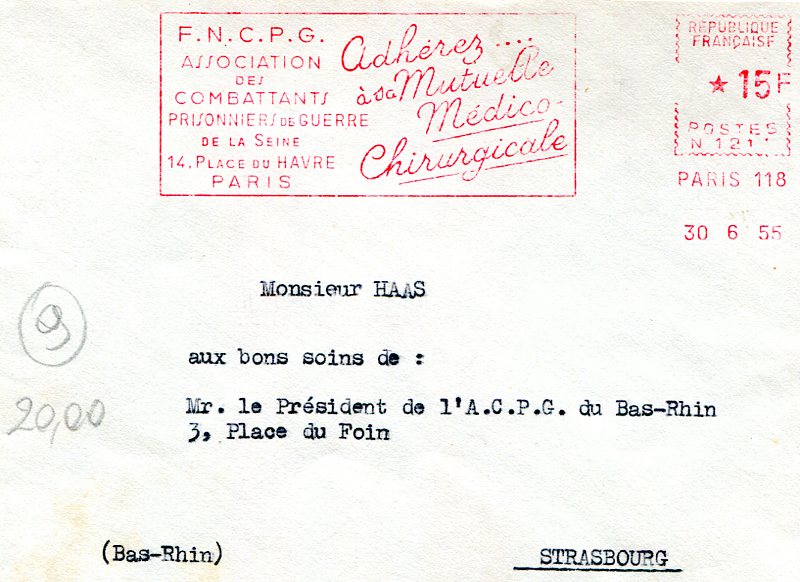 F.N.C.P.G.
ASSOCIATION
DES
COMBATTANTS
PRISONNIERS DE GUERRE
DE LA SEINE
14. PLACE DU HAVRE
PARIS
Adhérez....
à sa Mutuelle
Médico-
Chirurgicale
RÉPUBLIQUE
FRANÇAISE
★ 15F
POSTES
N 1211
PARIS 118
30 6 55
Monsieur HAAS
aux bons soins de :
Mr. le Président de l'A.C.P.G. du Bas-Rhin
3, Place du Foin
9
20,00
(Bas-Rhin)
STRASBOURG